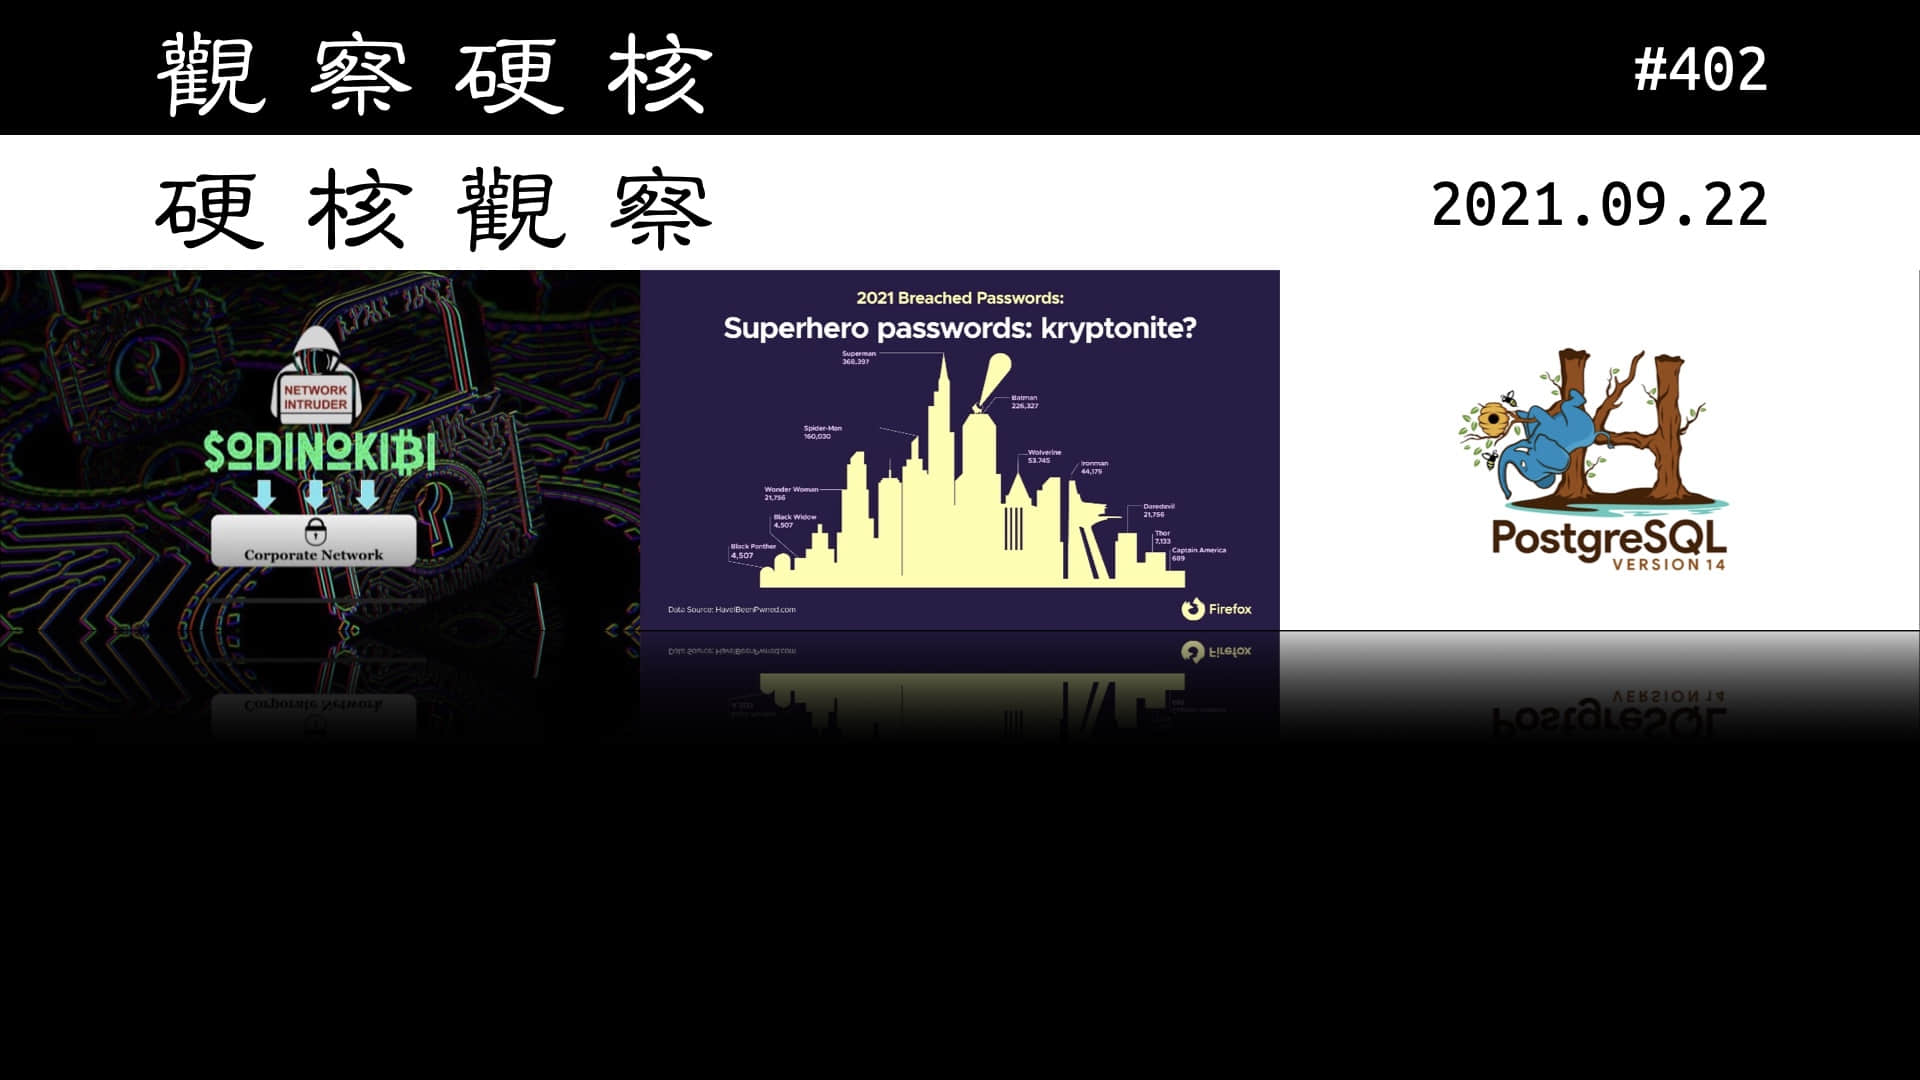 觀察硬核
#402
硬核觀察
2021.09.22
NETWORK
INTRUDER
$ODINOKIBI
Corporate Network
2021 Breached Passwords:
Superhero passwords: kryptonite?
Superman
368,397
Batman
226,327
Spider-Man
160,030
Wolverine
53,745
Ironman
44,175
Wonder Woman
21,756
Daredevil
21,756
Black Widow
4,507
Thor
7,133
Black Panther
4,507
Captain America
689
Data Source: HaveIBeenPwned.com
Firefox
PostgreSQL
VERSION 14